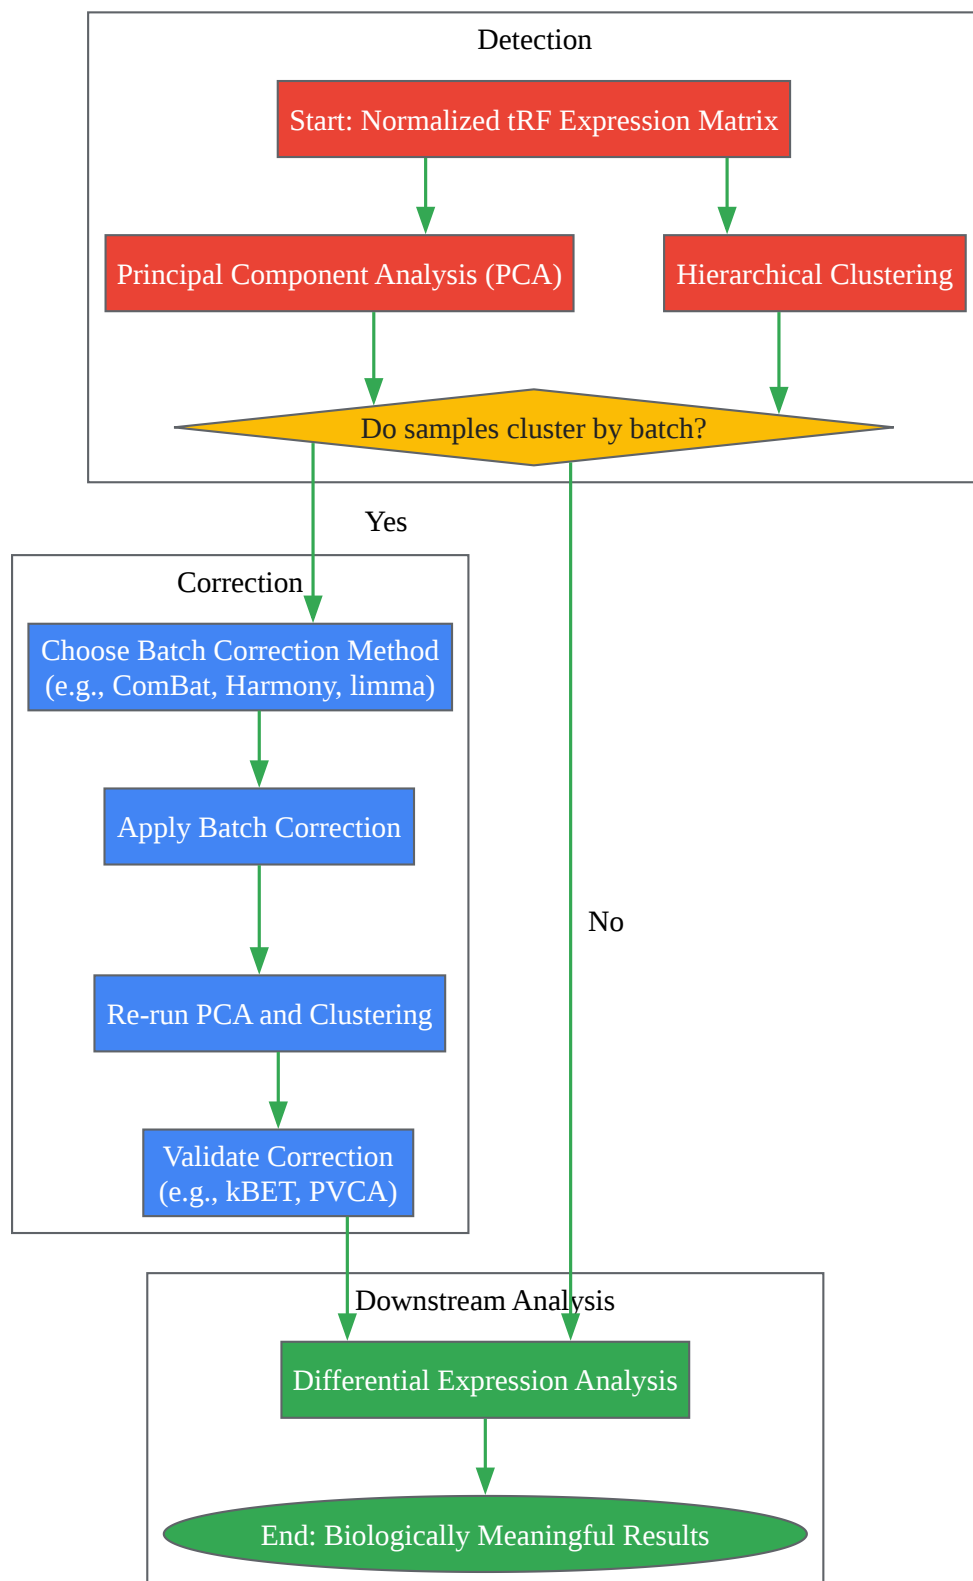 Detection
Start: Normalized tRF Expression Matrix
Principal Component Analysis (PCA)
Hierarchical Clustering
Do samples cluster by batch?
Yes
Correction
Choose Batch Correction Method
(e.g., ComBat, Harmony, limma)
Apply Batch Correction
No
Re-run PCA and Clustering
Validate Correction
(e.g., kBET, PVCA)
Downstream Analysis
Differential Expression Analysis
End: Biologically Meaningful Results